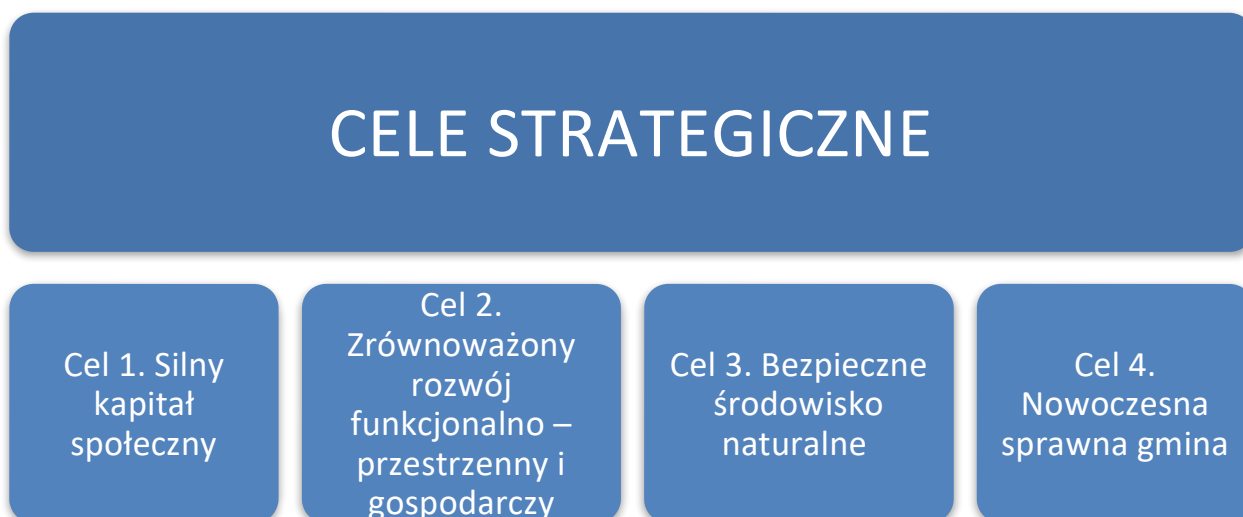 CELE STRATEGICZNE
Cel 1. Silny
kapitał
społeczny
Cel 2.
Zrównoważony
rozwój
funkcjonalno –
przestrzenny i
gospodarczy
Cel 3. Bezpieczne
środowisko
naturalne
Cel 4.
Nowoczesna
sprawna gmina